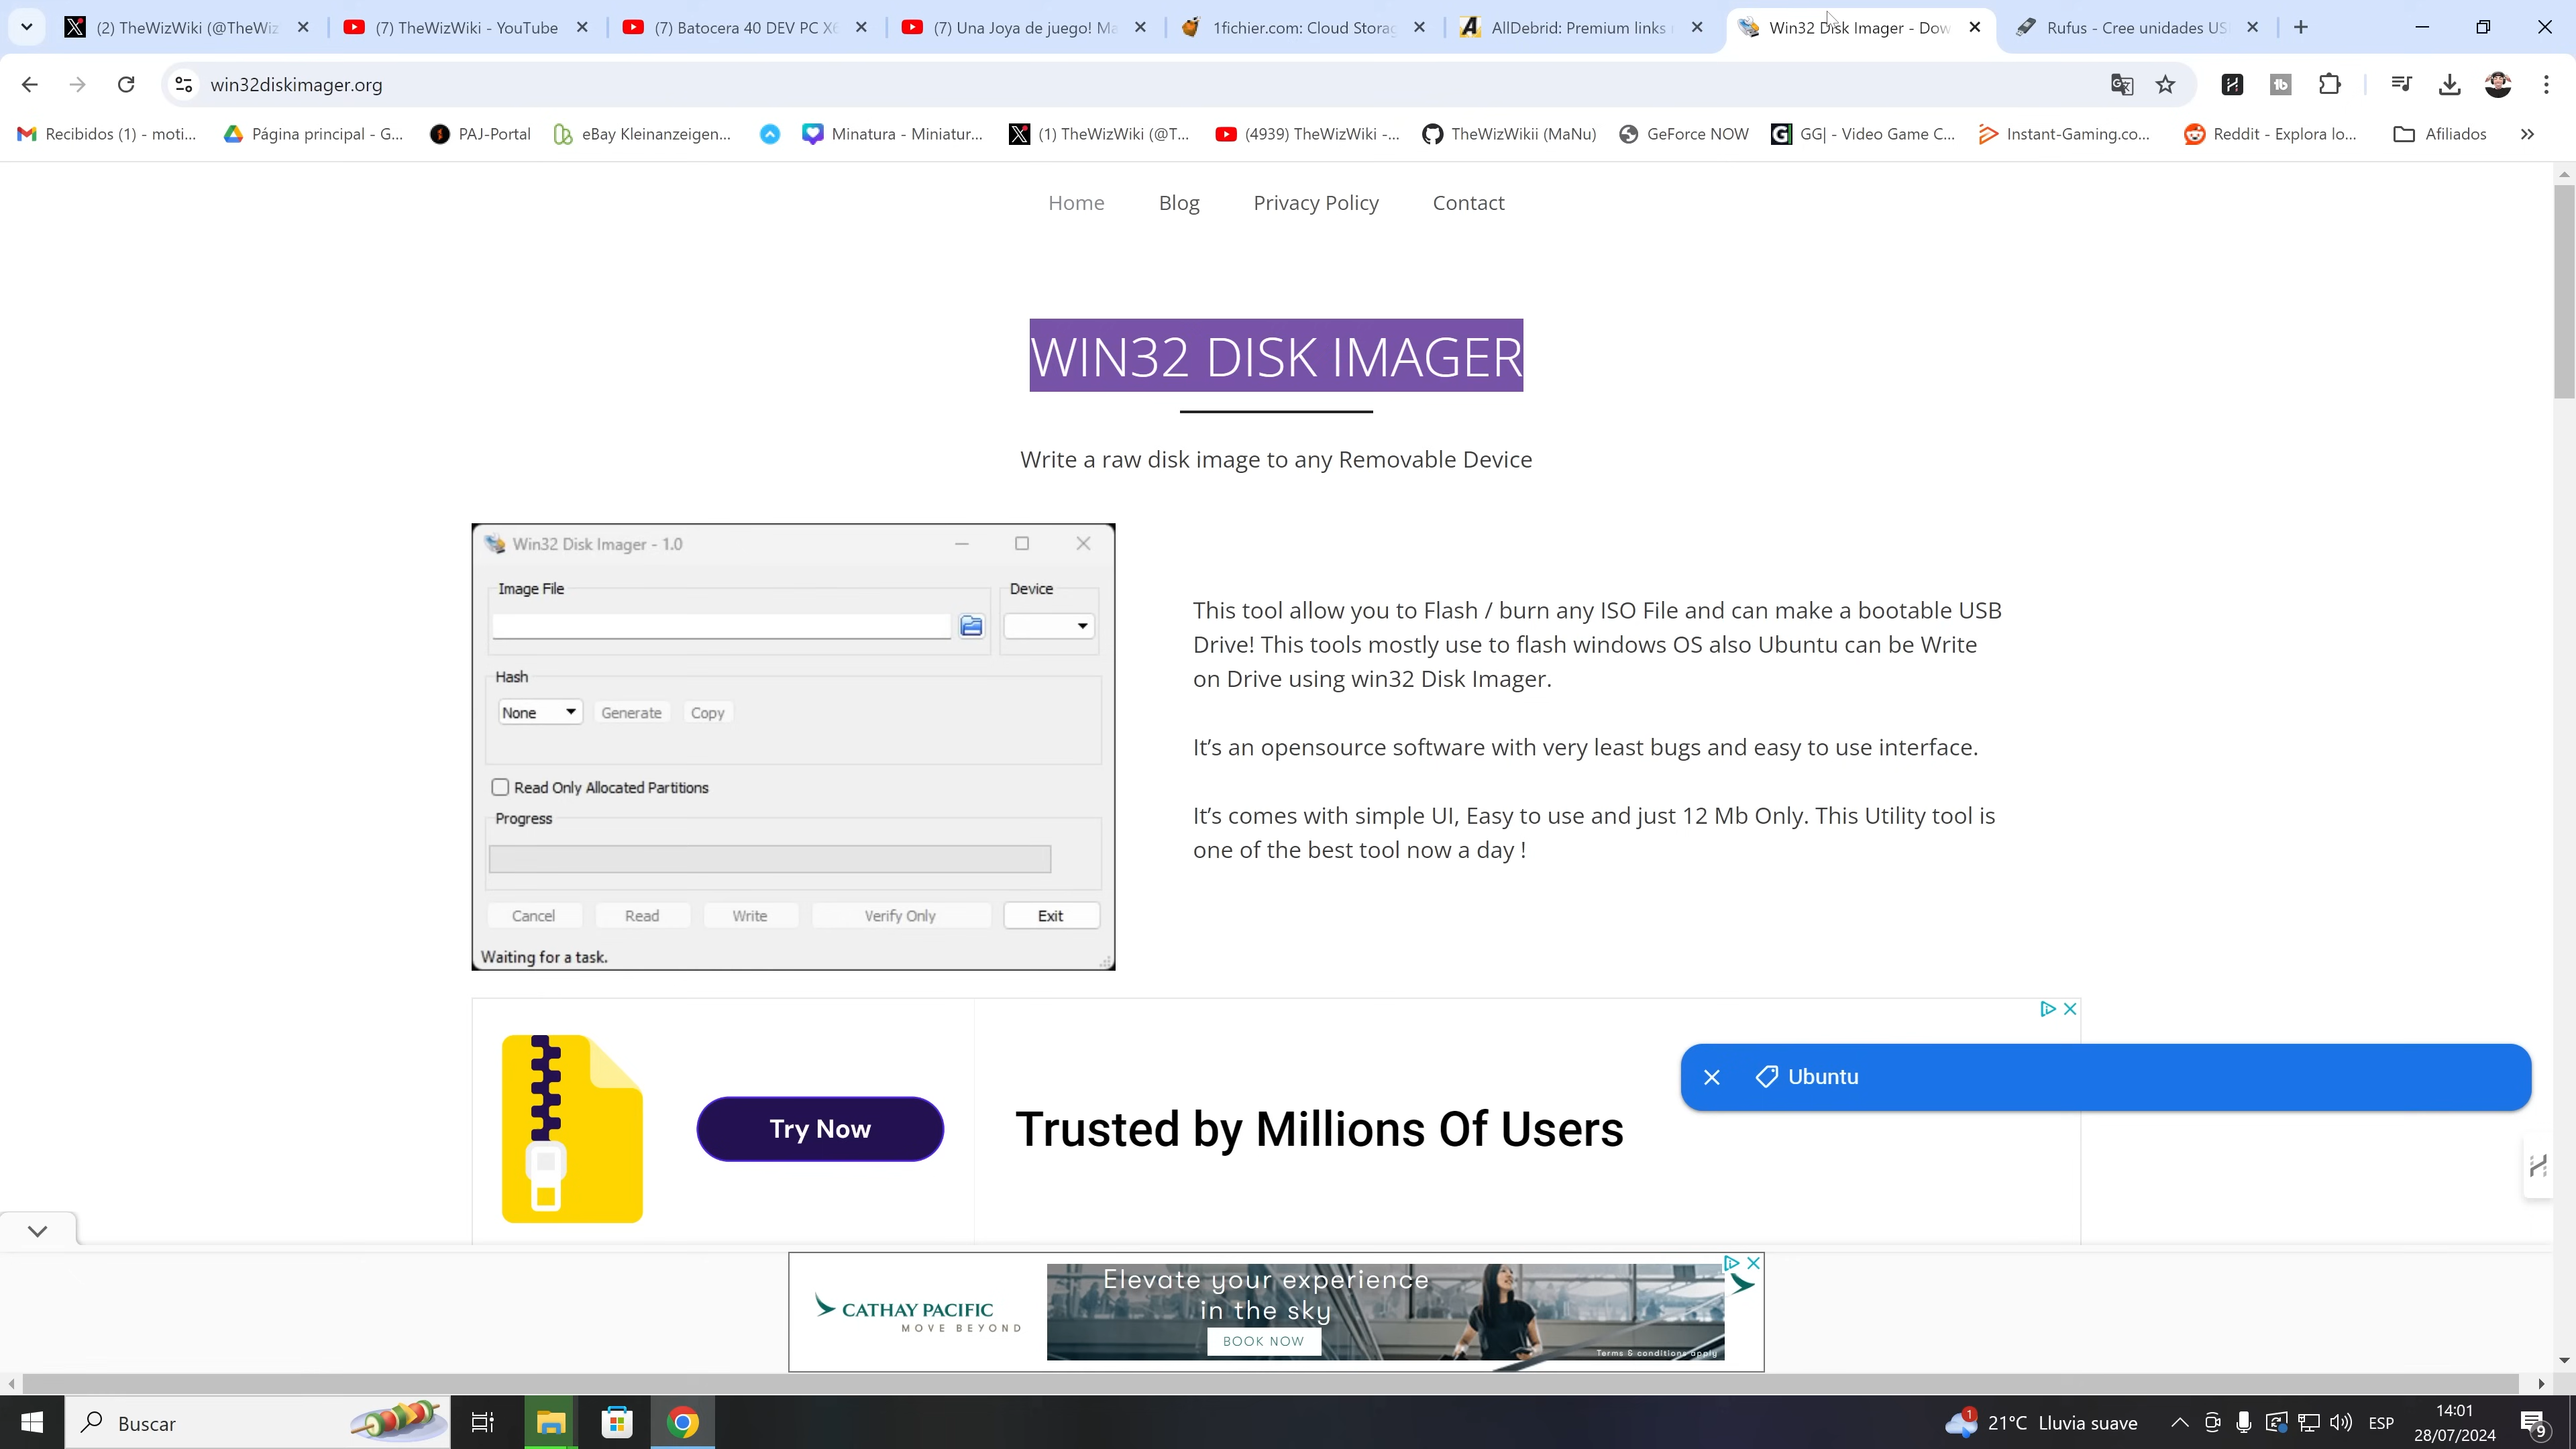 (2) TheWizWiki (@TheWiz
(7) TheWizWiki - YouTube
(7) Batocera 40 DEV PC X6
(7) Una Joya de juego! Ma
1fichier.com: Cloud Storag
AllDebrid: Premium links
Win32 Disk Imager - Dow
Rufus - Cree unidades US
win32diskimager.org
Recibidos (1) - moti...
Página principal - G...
PAJ-Portal
eBay Kleinanzeigen...
Minatura - Miniatur...
(1) TheWizWiki (@T...
(4939) TheWizWiki -...
TheWizWikii (MaNu)
GeForce NOW
GG| - Video Game C...
Instant-Gaming.co...
Reddit - Explora lo...
Afiliados
Home
Blog
Privacy Policy
Contact
WIN32 DISK IMAGER
Write a raw disk image to any Removable Device
Win32 Disk Imager - 1.0
Image File
Device
Hash
None
Generate
Copy
Read Only Allocated Partitions
Progress
Cancel
Read
Write
Verify Only
Exit
Waiting for a task.
This tool allow you to Flash / burn any ISO File and can make a bootable USB
Drive! This tools mostly use to flash windows OS also Ubuntu can be Write
on Drive using win32 Disk Imager.
It’s an opensource software with very least bugs and easy to use interface.
It’s comes with simple UI, Easy to use and just 12 Mb Only. This Utility tool is
one of the best tool now a day !
Try Now
Trusted by Millions Of Users
Ubuntu
CATHAY PACIFIC
MOVE BEYOND
Elevate your experience
in the sky
BOOK NOW
Terms & conditions apply
Buscar
1
21°C Lluvia suave
ESP
14:01
28/07/2024
9